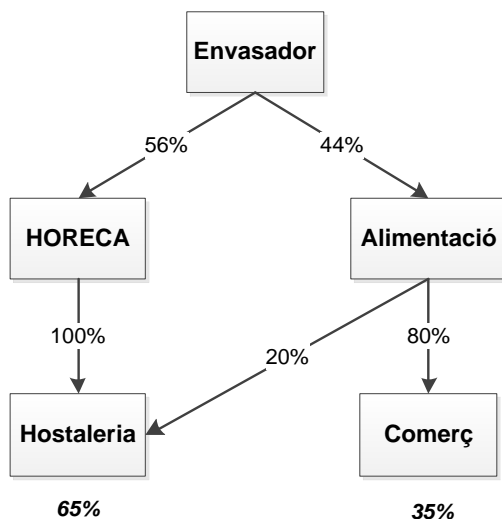 Envasador
56%
44%
HORECA
Alimentació
100%
20%
80%
Hostaleria
Comerç
65%
35%